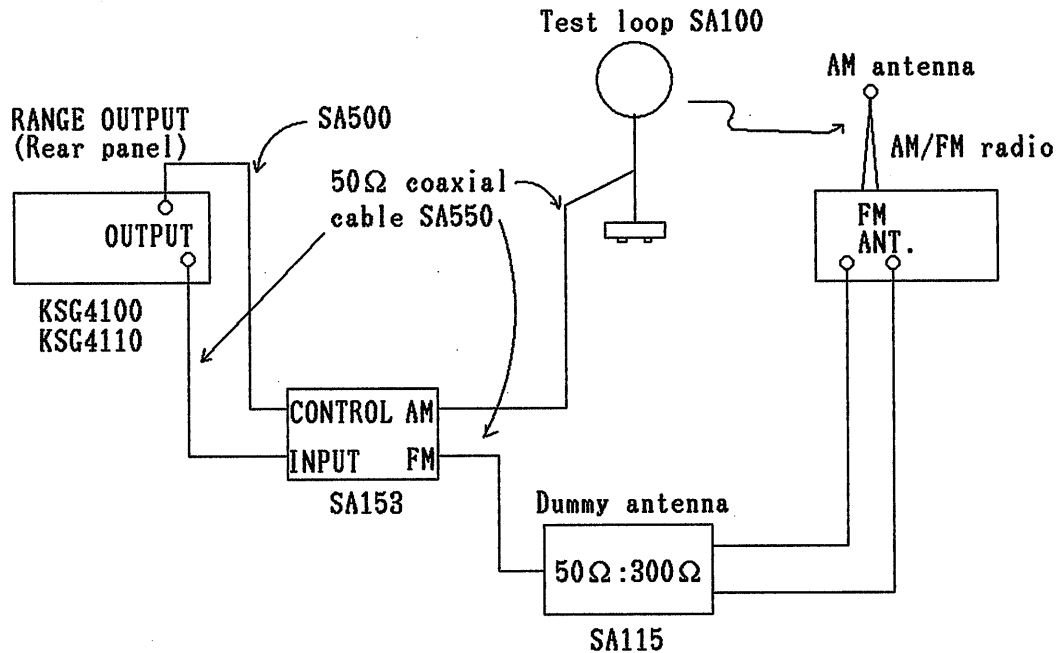 Test loop SA100
AM antenna
RANGE OUTPUT
(Rear panel)
SA500
AM/FM radio
50Ω coaxial
cable SA550
OUTPUT
FM
ANT.
KSG4100
KSG4110
CONTROL AM
INPUT FM
SA153
Dummy antenna
50Ω:300Ω
SA115